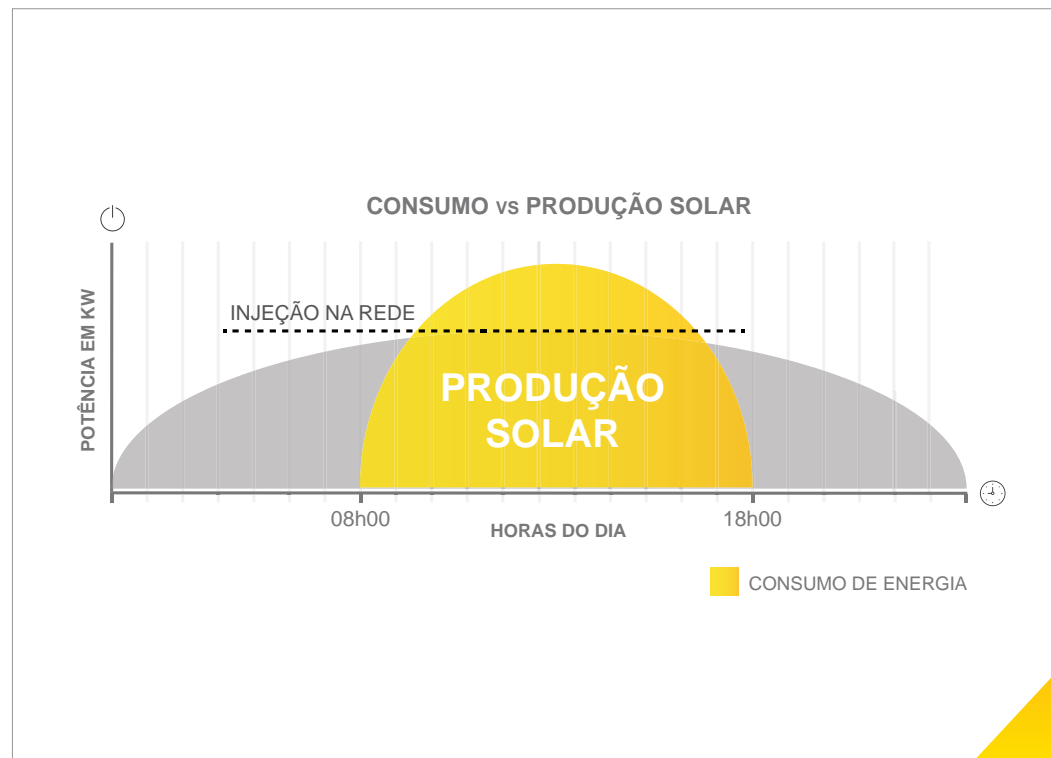 CONSUMO VS PRODUÇÃO SOLAR
POTÊNCIA EM KW
INJEÇÃO NA REDE
PRODUÇÃO
SOLAR
08h00
18h00
HORAS DO DIA
CONSUMO DE ENERGIA